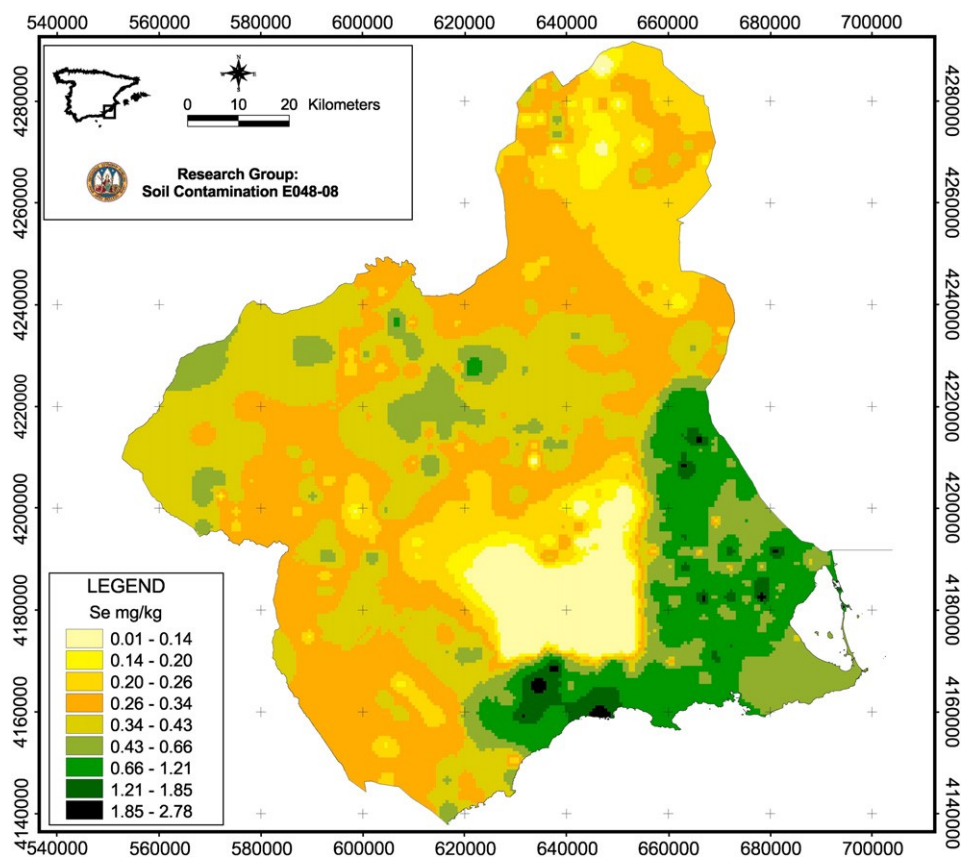 540000 560000 580000 600000 620000 640000 660000 680000 700000
0 10 20 Kilometers
Research Group:
Soil Contamination E048-08
4280000 4280000
4260000 4260000
4240000 4240000
4220000 4220000
4200000 4200000
4180000 4180000
4160000 4160000
4140000 4140000
LEGEND
Se mg/kg
0.01 - 0.14
0.14 - 0.20
0.20 - 0.26
0.26 - 0.34
0.34 - 0.43
0.43 - 0.66
0.66 - 1.21
1.21 - 1.85
1.85 - 2.78
540000 560000 580000 600000 620000 640000 660000 680000 700000